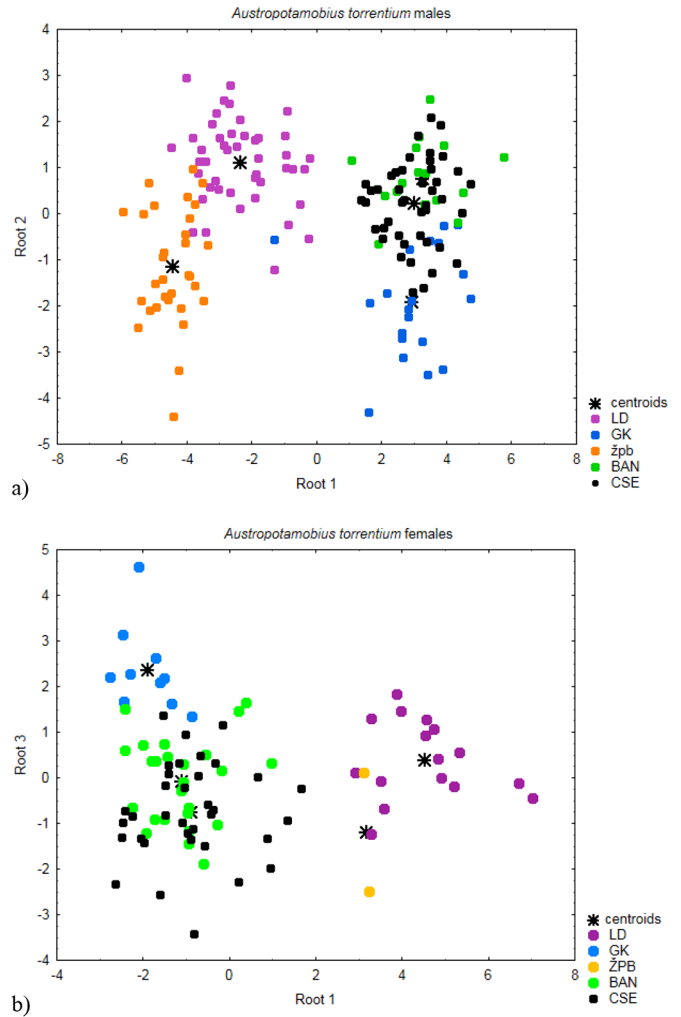 Austropotamobius torrentium males
4
3
2
1
0
-1
-2
-3
-4
-5
Root 2
-8 -6 -4 -2 0 2 4 6 8
Root 1
centroids
LD
GK
žpb
BAN
CSE
a)
Austropotamobius torrentium females
5
4
3
2
1
0
-1
-2
-3
-4
Root 3
-4 -2 0 2 4 6 8
Root 1
centroids
LD
GK
ŽPB
BAN
CSE
b)